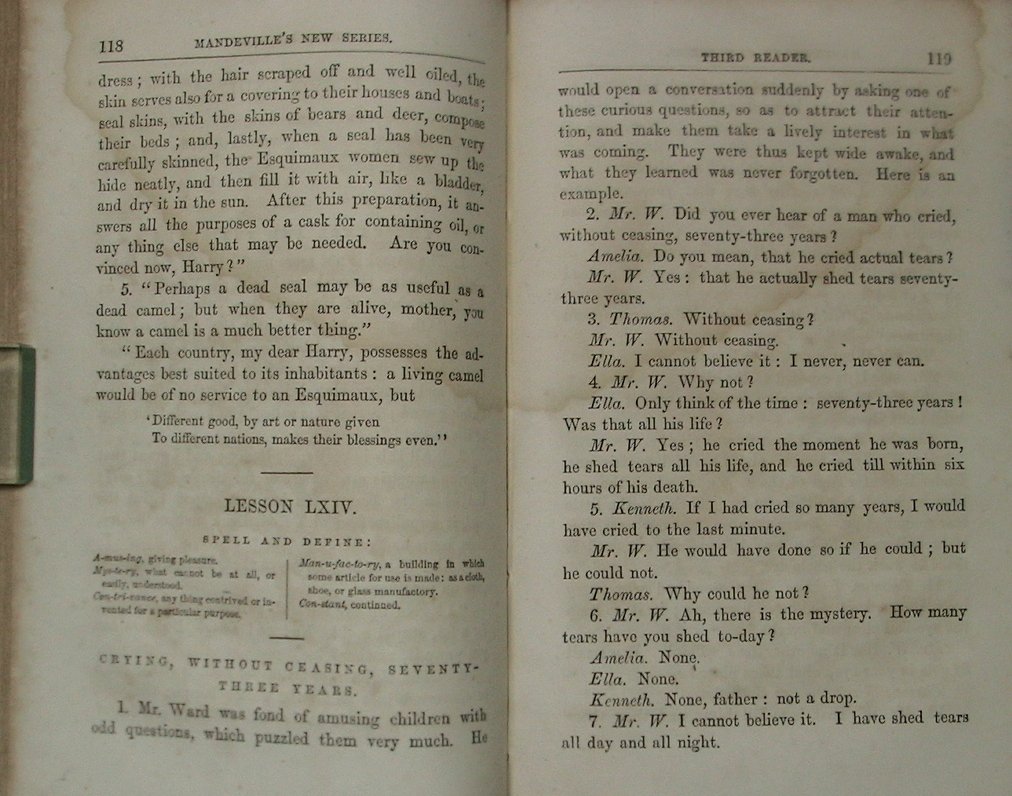 118
MANDEVILLE'S NEW SERIES.
dress; with the hair scraped off and well oiled, the
skin serves also for a covering to their houses and boats;
seal skins, with the skins of bears and deer, compose
their beds; and, lastly, when a seal has been very
carefully skinned, the Esquimaux women sew up the
hide neatly, and then fill it with air, like a bladder,
and dry it in the sun. After this preparation, it an-
swers all the purposes of a cask for containing oil, or
any thing else that may be needed. Are you con-
vinced now, Harry?"
5. "Perhaps a dead seal may be as useful as a
dead camel; but when they are alive, mother, you
know a camel is a much better thing."
"Each country, my dear Harry, possesses the ad-
vantages best suited to its inhabitants: a living camel
would be of no service to an Esquimaux, but
'Different good, by art or nature given
To different nations, makes their blessings even.'"
LESSON LXIV.
SPELL AND DEFINE:
A-mus-ing, giving pleasure.
Mys-te-ry, what cannot be at all, or
easily, understood.
Con-tri-vance, any thing contrived or in-
vented for a particular purpose.
Man-u-fac-to-ry, a building in which
some article for use is made: as a cloth,
shoe, or glass manufactory.
Con-stant, continued.
CRYING, WITHOUT CEASING, SEVENTY-
THREE YEARS.
1. Mr. Ward was fond of amusing children with
odd questions, which puzzled them very much. He
THIRD READER.
119
would open a conversation suddenly by asking one of
these curious questions, so as to attract their atten-
tion, and make them take a lively interest in what
was coming. They were thus kept wide awake, and
what they learned was never forgotten. Here is an
example.
2. Mr. W. Did you ever hear of a man who cried,
without ceasing, seventy-three years?
Amelia. Do you mean, that he cried actual tears?
Mr. W. Yes: that he actually shed tears seventy-
three years.
3. Thomas. Without ceasing?
Mr. W. Without ceasing.
Ella. I cannot believe it: I never, never can.
4. Mr. W. Why not?
Ella. Only think of the time: seventy-three years!
Was that all his life?
Mr. W. Yes; he cried the moment he was born,
he shed tears all his life, and he cried till within six
hours of his death.
5. Kenneth. If I had cried so many years, I would
have cried to the last minute.
Mr. W. He would have done so if he could; but
he could not.
Thomas. Why could he not?
6. Mr. W. Ah, there is the mystery. How many
tears have you shed to-day?
Amelia. None.
Ella. None.
Kenneth. None, father: not a drop.
7. Mr. W. I cannot believe it. I have shed tears
all day and all night.